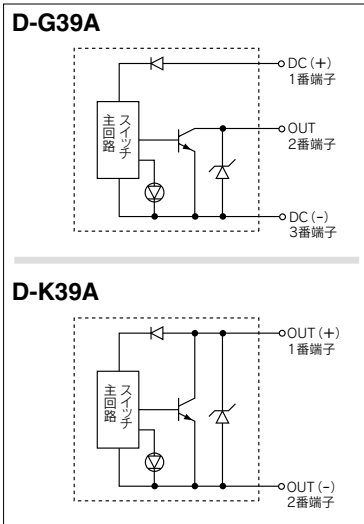 D-G39A
DC(+)
1番端子
スイッチ
主回路
OUT
2番端子
DC(-)
3番端子
D-K39A
OUT(+)
1番端子
スイッチ
主回路
OUT(-)
2番端子